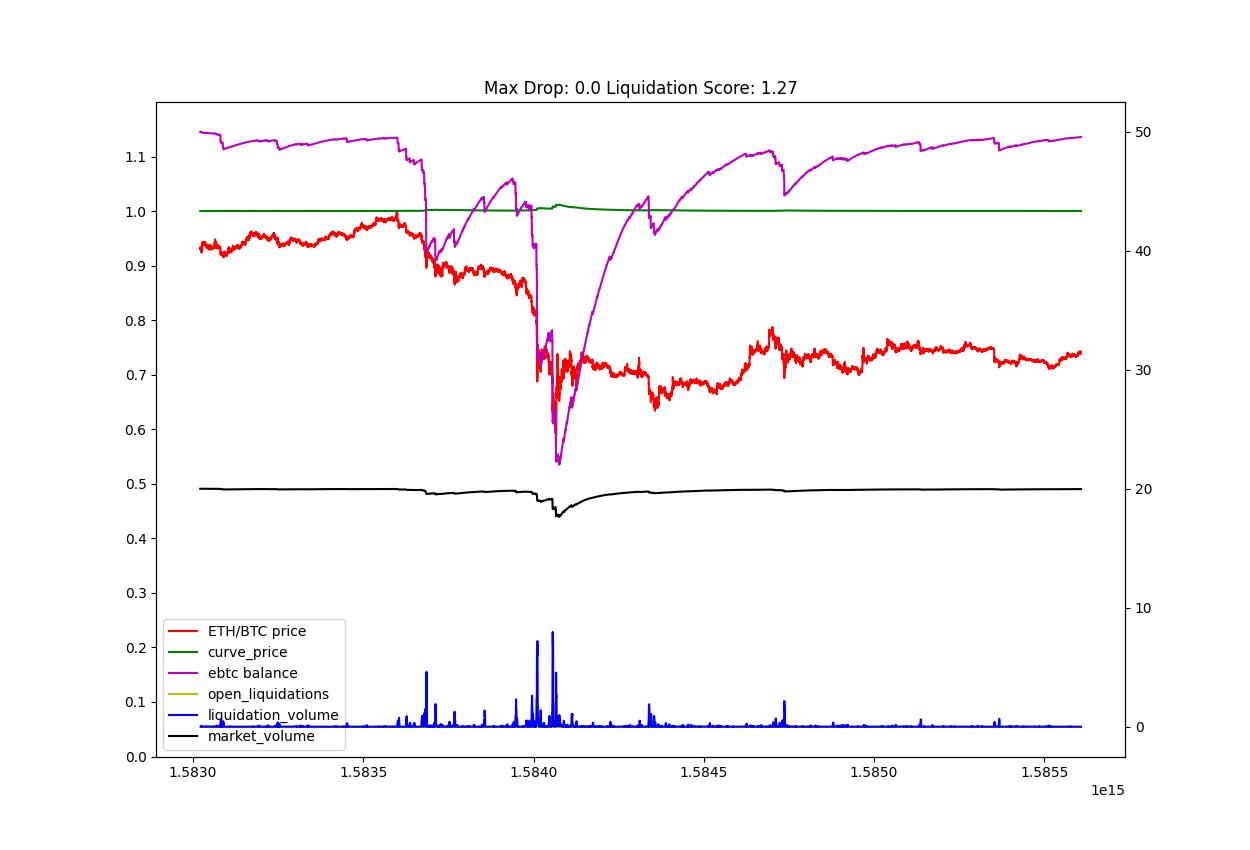 Max Drop: 0.0 Liquidation Score: 1.27
1.1
1.0
0.9
0.8
0.7
0.6
0.5
0.4
0.3
0.2
0.1
0.0
50
40
30
20
10
0
ETH/BTC price
curve_price
ebtc balance
open_liquidations
liquidation_volume
market_volume
1.5830 1.5835 1.5840 1.5845 1.5850 1.5855
1e15